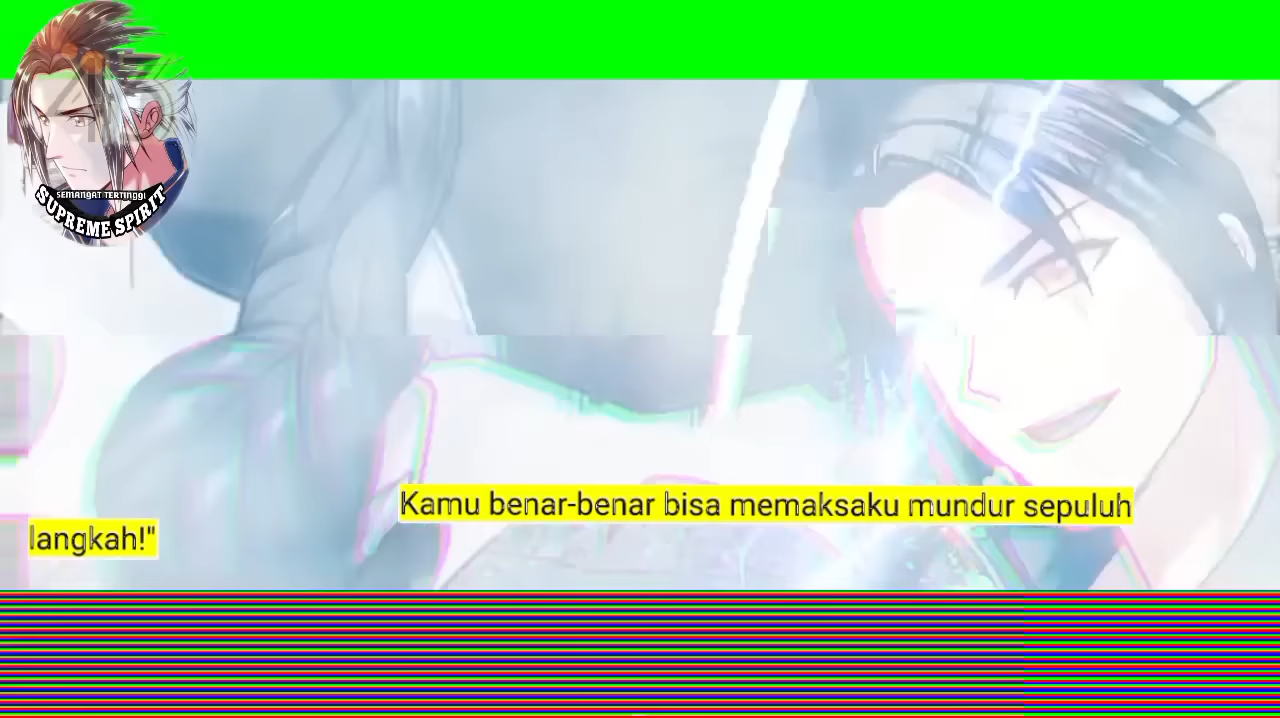 SEMANGAT TERTINGGI
SUPREME SPIRIT
Kamu benar-benar bisa memaksaku mundur sepuluh
langkah!"